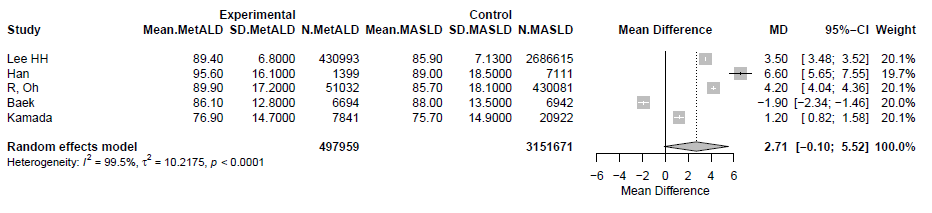 Experimental Control
Study Mean.MetALD SD.MetALD N.MetALD Mean.MASLD SD.MASLD N.MASLD Mean Difference MD 95%−CI Weight
Lee HH 89.40 6.8000 430993 85.90 7.1300 2686615 3.50 [ 3.48; 3.52] 20.1%
Han 95.60 16.1000 1399 89.00 18.5000 7111 6.60 [ 5.65; 7.55] 19.7%
R, Oh 89.90 17.2000 51032 85.70 18.1000 430081 4.20 [ 4.04; 4.36] 20.1%
Baek 86.10 12.8000 6694 88.00 13.5000 6942 −1.90 [−2.34; −1.46] 20.0%
Kamada 76.90 14.7000 7841 75.70 14.9000 20922 1.20 [ 0.82; 1.58] 20.1%
Random effects model 497959 3151671 2.71 [−0.10; 5.52] 100.0%
Heterogeneity: I² = 99.5%, τ² = 10.2175, p < 0.0001
−6 −4 −2 0 2 4 6
Mean Difference